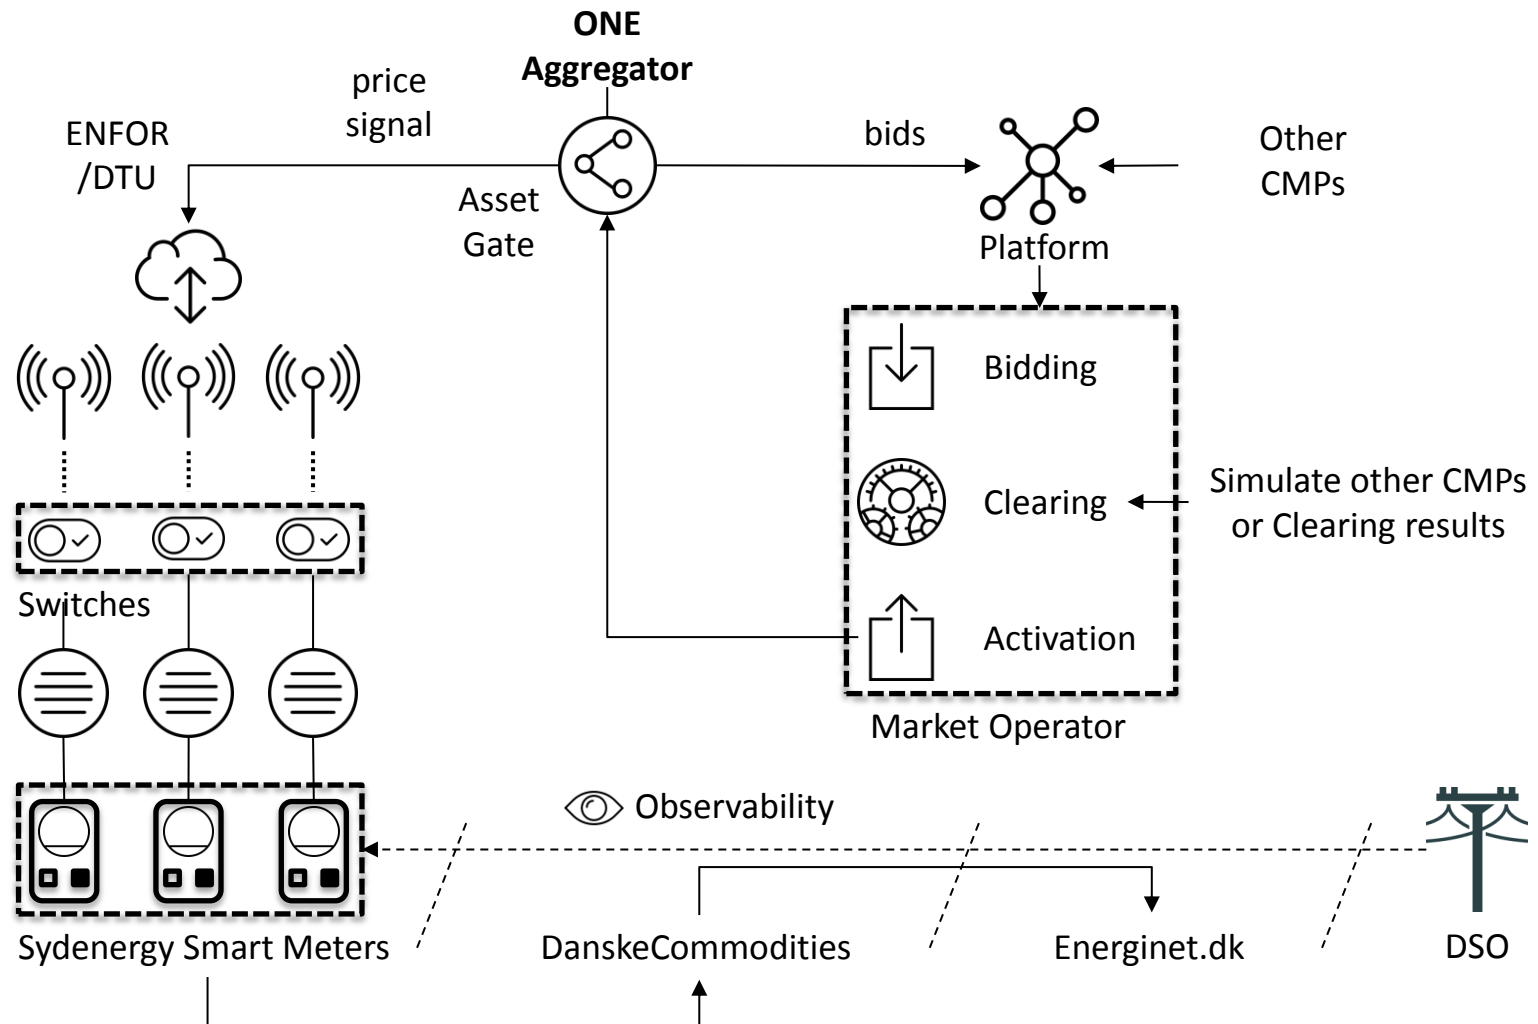 ONE
Aggregator
price
signal
ENFOR
/DTU
bids
Other
CMPs
Asset
Gate
Platform
Bidding
Clearing
Simulate other CMPs
or Clearing results
Switches
Activation
Market Operator
Observability
Sydenergy Smart Meters
DanskeCommodities
Energinet.dk
DSO